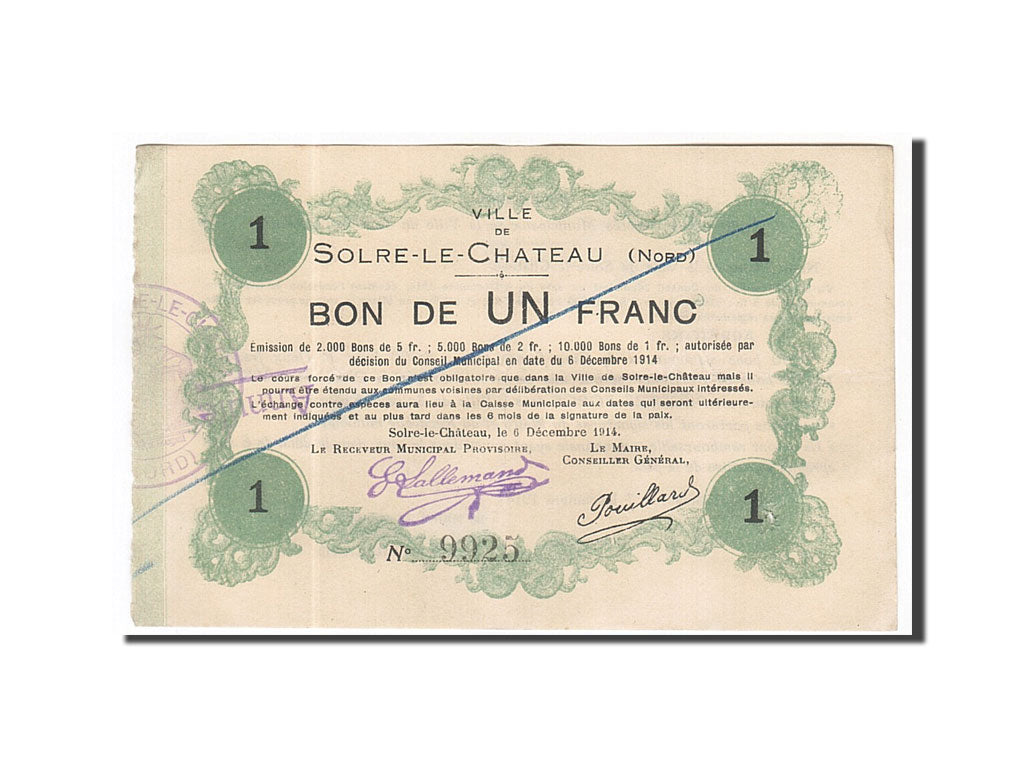 1
1
VILLE
DE
SOLRE-LE-CHATEAU (NORD)
BON DE UN FRANC
Emission de 2.000 Bons de 5 fr. ; 5.000 Bons de 2 fr. ; 10.000 Bons de 1 fr. ; autorisée par
décision du Conseil Municipal en date du 6 Décembre 1914
Le cours forcé de ce Bon n'est obligatoire que dans la Ville de Solre-le-Château mais il
pourra être étendu aux communes voisines par délibération des Conseils Municipaux intéressés.
L'échange contre espèces aura lieu à la Caisse Municipale aux dates qui seront ultérieure-
ment indiquées et au plus tard dans les 6 mois de la signature de la paix.
Solre-le-Château, le 6 Décembre 1914.
LE RECEVEUR MUNICIPAL PROVISOIRE,
LE MAIRE,
CONSEILLER GÉNÉRAL,
Lallemand
Pouillard
1
1
N° 9925